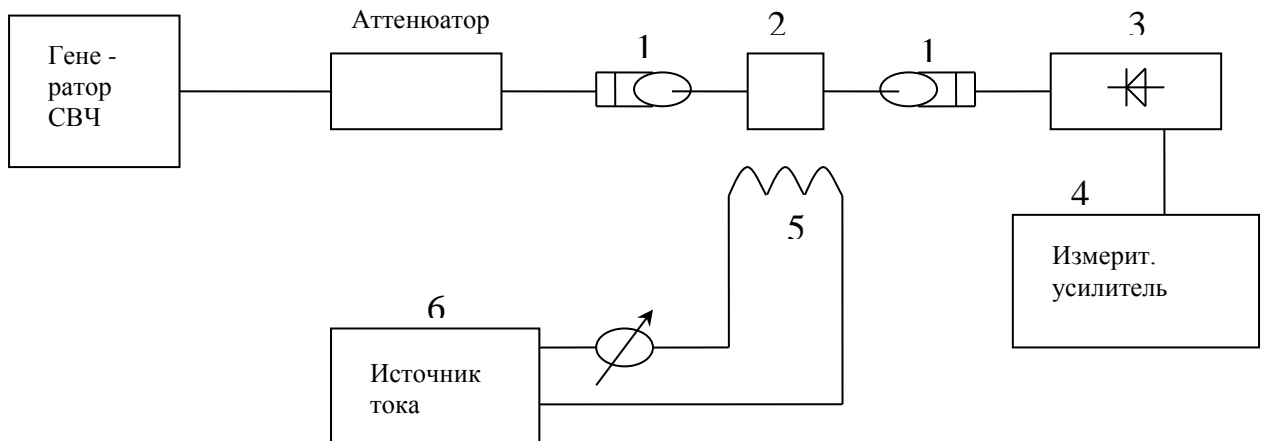 Аттенюатор
1
2
1
3
Гене -
ратор
СВЧ
4
5
Измерит.
усилитель
6
Источник
тока